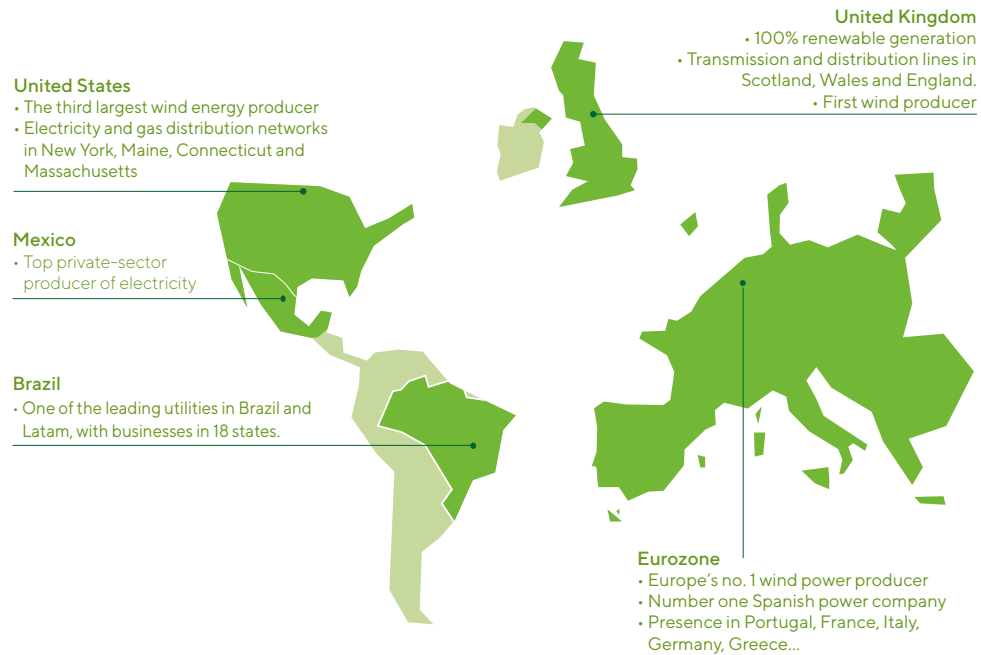 United Kingdom
• 100% renewable generation
• Transmission and distribution lines in
Scotland, Wales and England.
• First wind producer
United States
• The third largest wind energy producer
• Electricity and gas distribution networks
in New York, Maine, Connecticut and
Massachusetts
Mexico
• Top private-sector
producer of electricity
Brazil
• One of the leading utilities in Brazil and
Latam, with businesses in 18 states.
Eurozone
• Europe's no. 1 wind power producer
• Number one Spanish power company
• Presence in Portugal, France, Italy,
Germany, Greece...